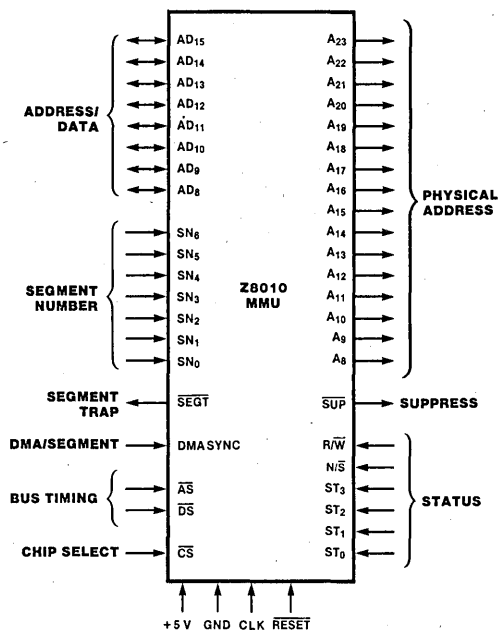 AD15 A23
AD14 A22
AD13 A21
AD12 A20
ADDRESS/
DATA
AD11 A19
AD10 A18
AD9 A17
AD8 A16
A15
PHYSICAL
ADDRESS
SN6 A14
SN5 A13
SN4 A12
SEGMENT
NUMBER
SN3 A11
SN2 A10
SN1 A9
SN0 A8
Z8010
MMU
SEGMENT
TRAP
SEGT SUP SUPPRESS
DMA/SEGMENT DMASYNC R/W
N/S
BUS TIMING
AS ST3
DS ST2
STATUS
ST1
CHIP SELECT CS ST0
+5 V GND CLK RESET